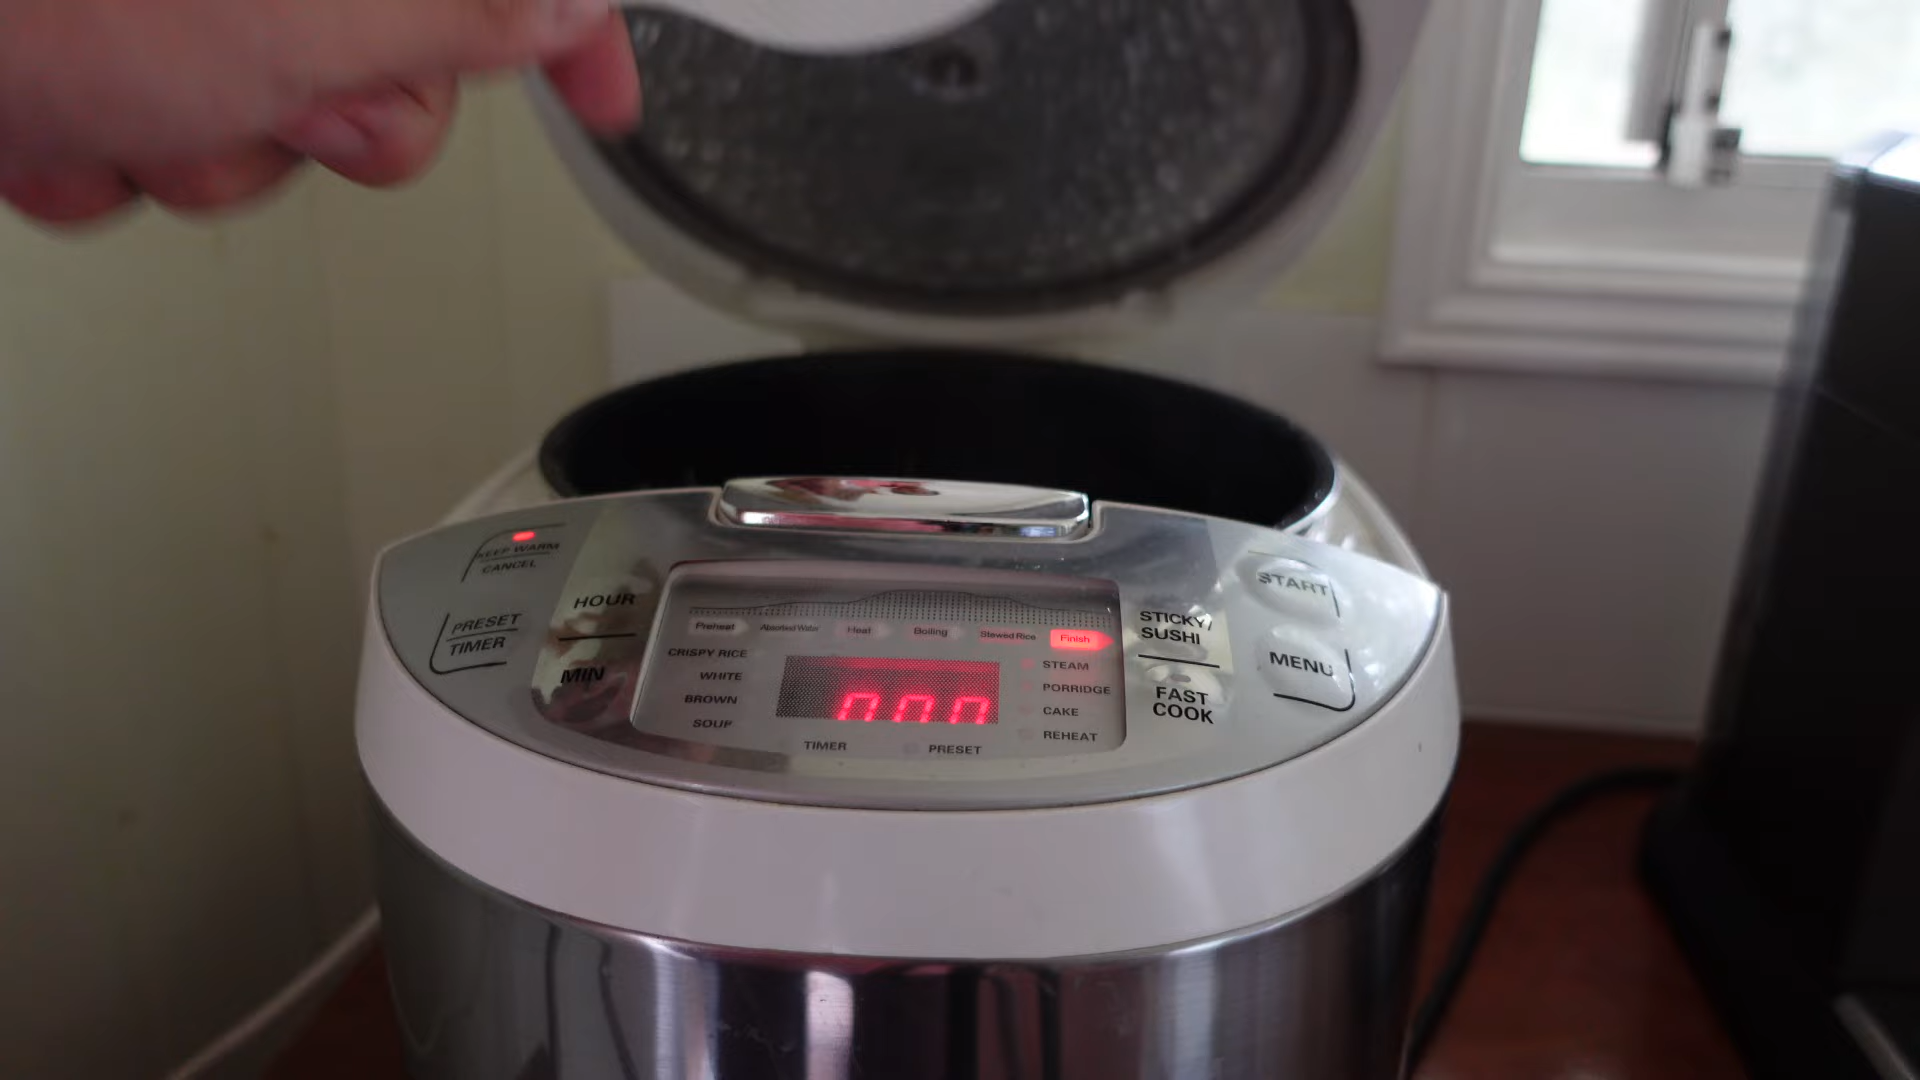 KEEP WARM
CANCEL
PRESET
TIMER
HOUR
MIN
Preheat
Absorbed Water
Heat
Boiling
Stewed Rice
Finish
CRISPY RICE
WHITE
BROWN
SOUP
000
STEAM
PORRIDGE
CAKE
REHEAT
TIMER
PRESET
STICKY/
SUSHI
FAST
COOK
START
MENU